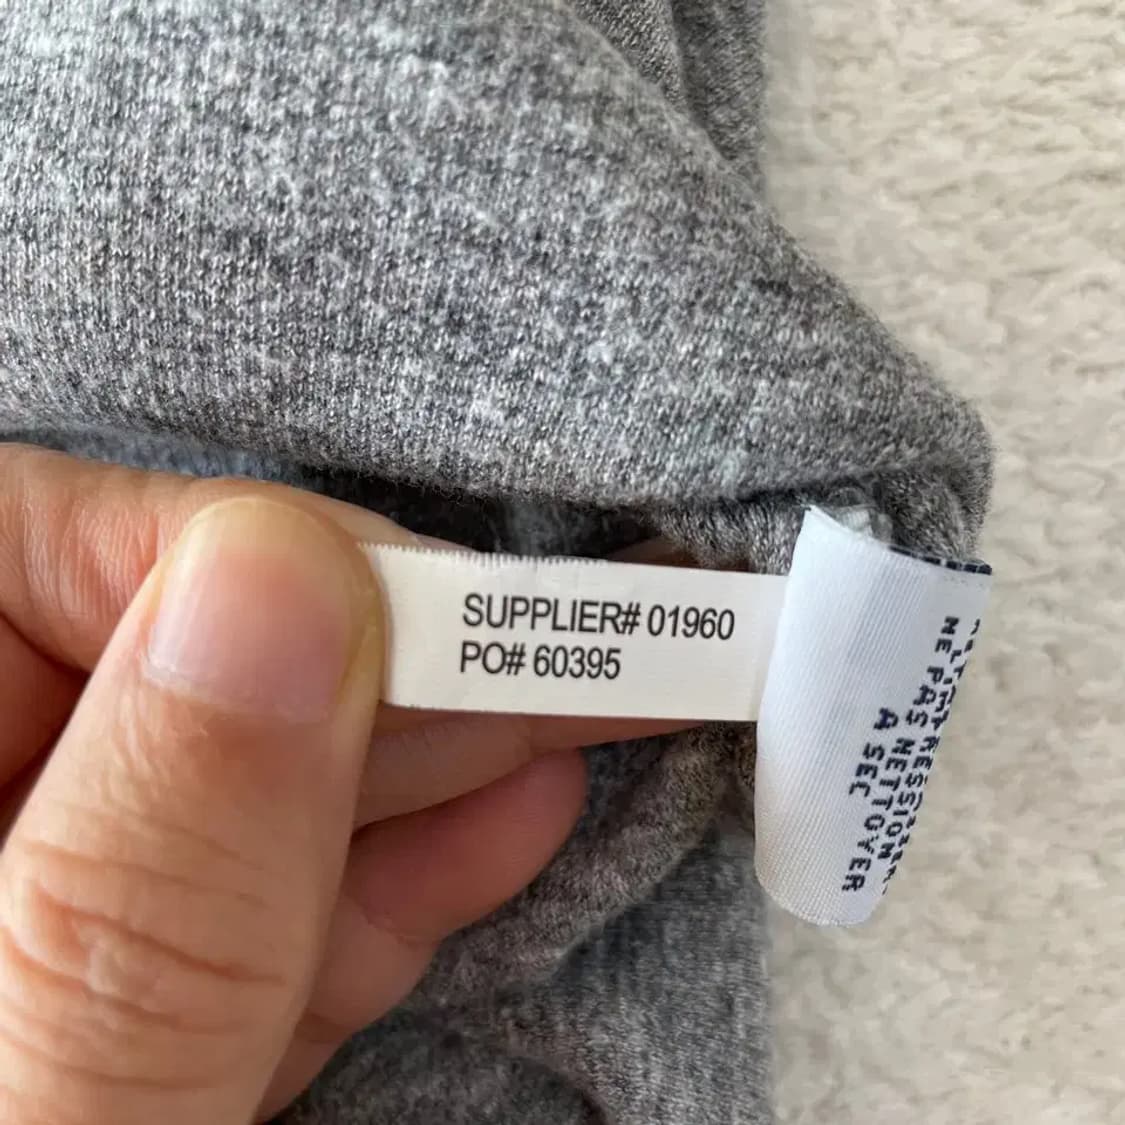 SUPPLIER# 01960
PO# 60395
NE PAS NETTOYER
A SEC